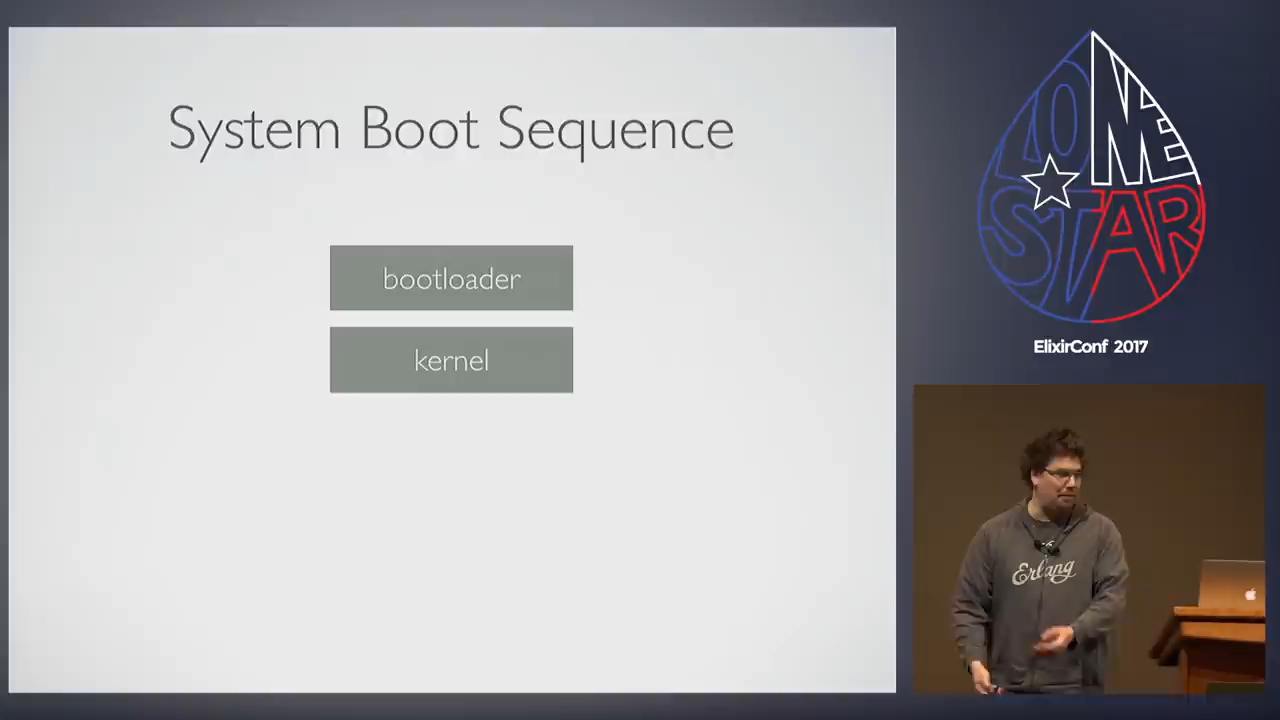 System Boot Sequence
bootloader
kernel
LONE
STAR
ElixirConf 2017
Erlang